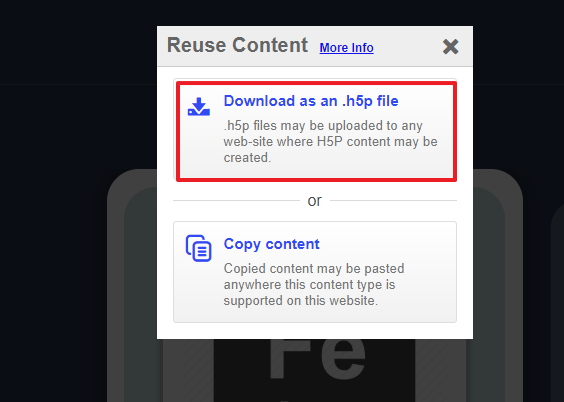 Reuse Content More Info
Download as an .h5p file
.h5p files may be uploaded to any
web-site where H5P content may be
created.
or
Copy content
Copied content may be pasted
anywhere this content type is
supported on this website.
Fe